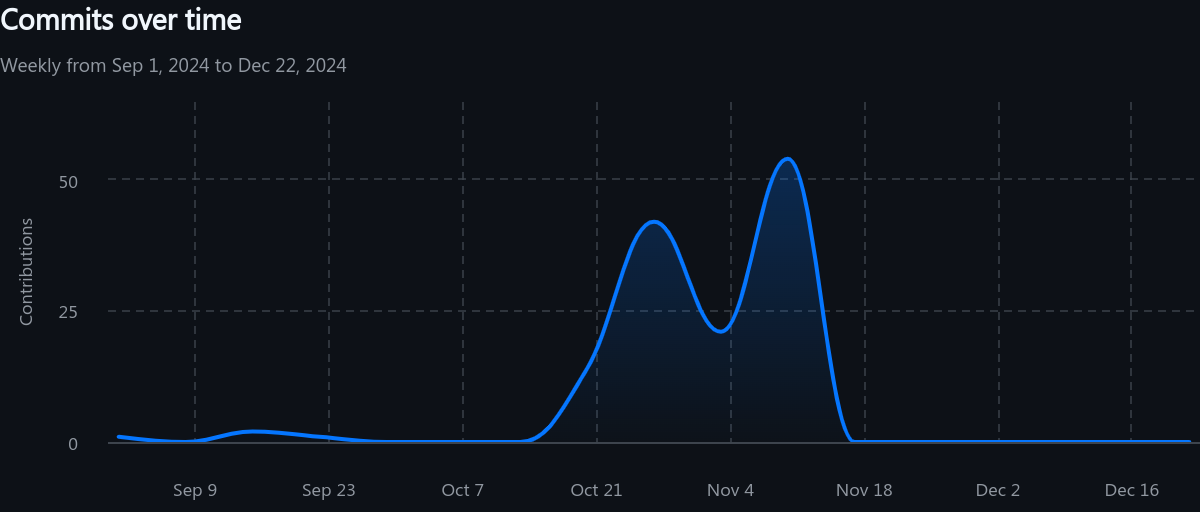 Commits over time
Weekly from Sep 1, 2024 to Dec 22, 2024
Contributions
50
25
0
Sep 9 Sep 23 Oct 7 Oct 21 Nov 4 Nov 18 Dec 2 Dec 16